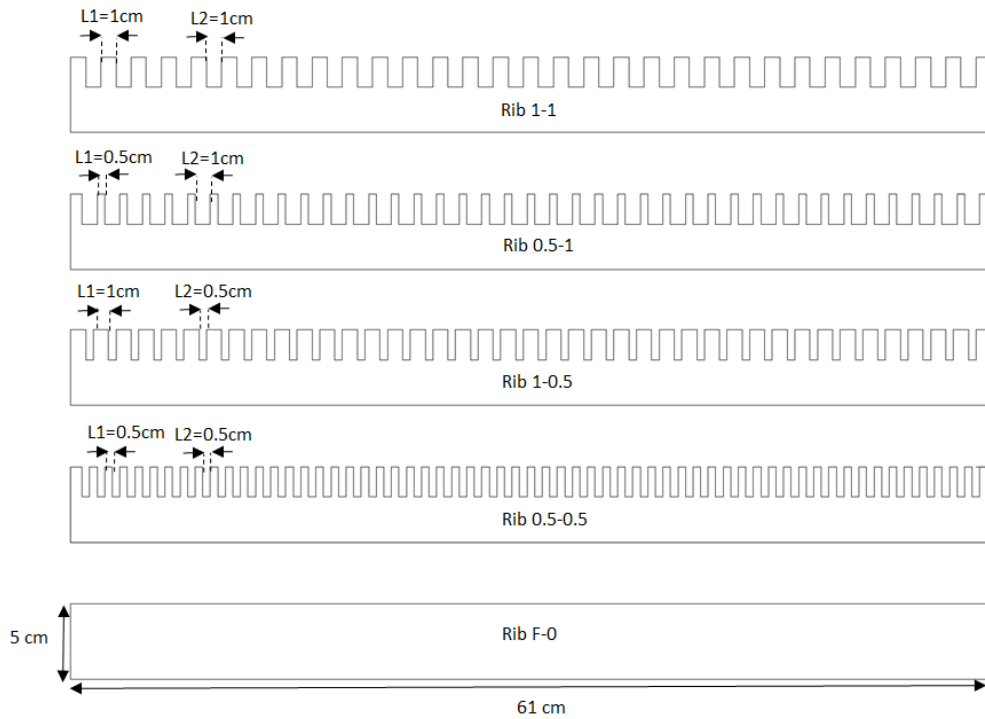 L1=1cm L2=1cm
Rib 1-1
L1=0.5cm L2=1cm
Rib 0.5-1
L1=1cm L2=0.5cm
Rib 1-0.5
L1=0.5cm L2=0.5cm
Rib 0.5-0.5
5 cm
Rib F-0
61 cm